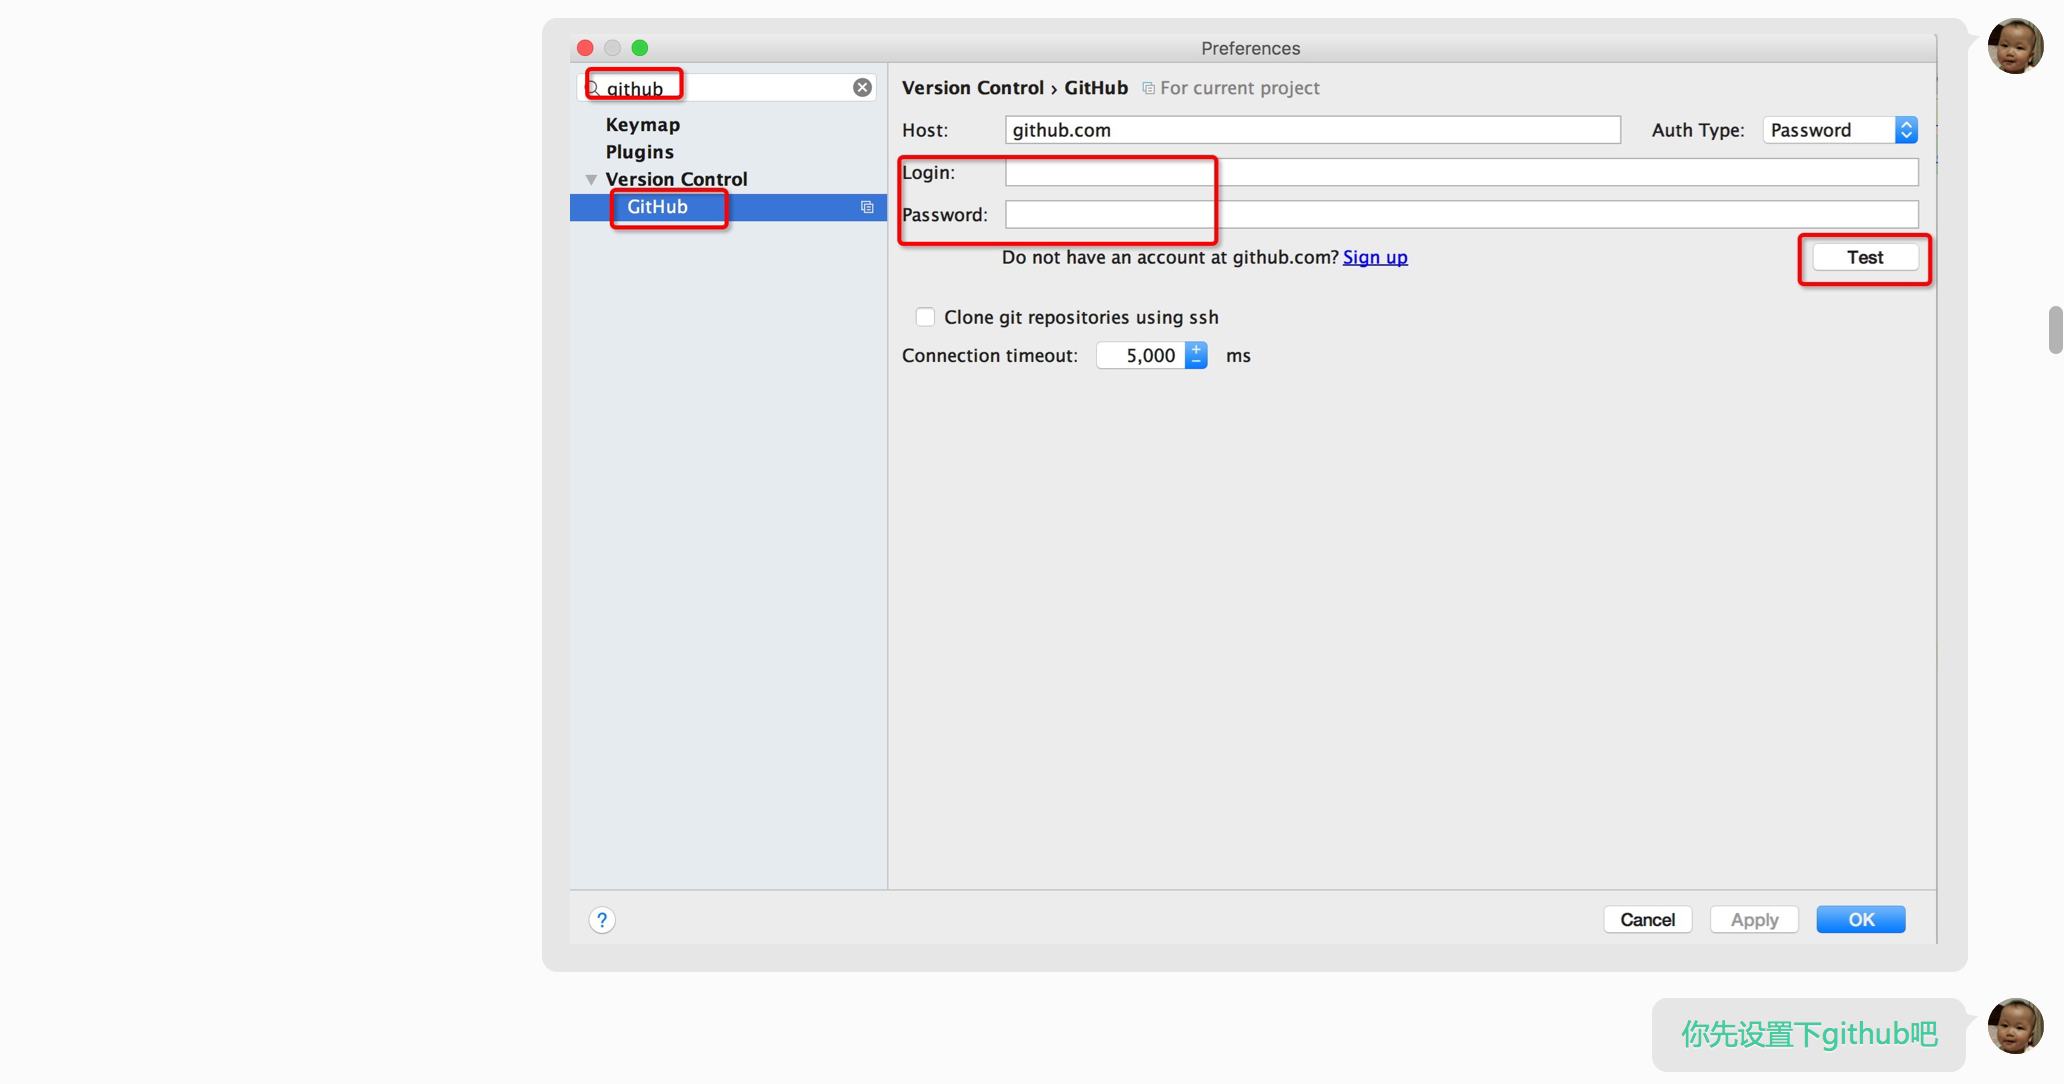 Preferences
github
Keymap
Plugins
Version Control
GitHub
Version Control › GitHub For current project
Host: github.com Auth Type: Password
Login:
Password:
Do not have an account at github.com? Sign up
Test
Clone git repositories using ssh
Connection timeout: 5,000 ms
? Cancel Apply OK
你先设置下github吧